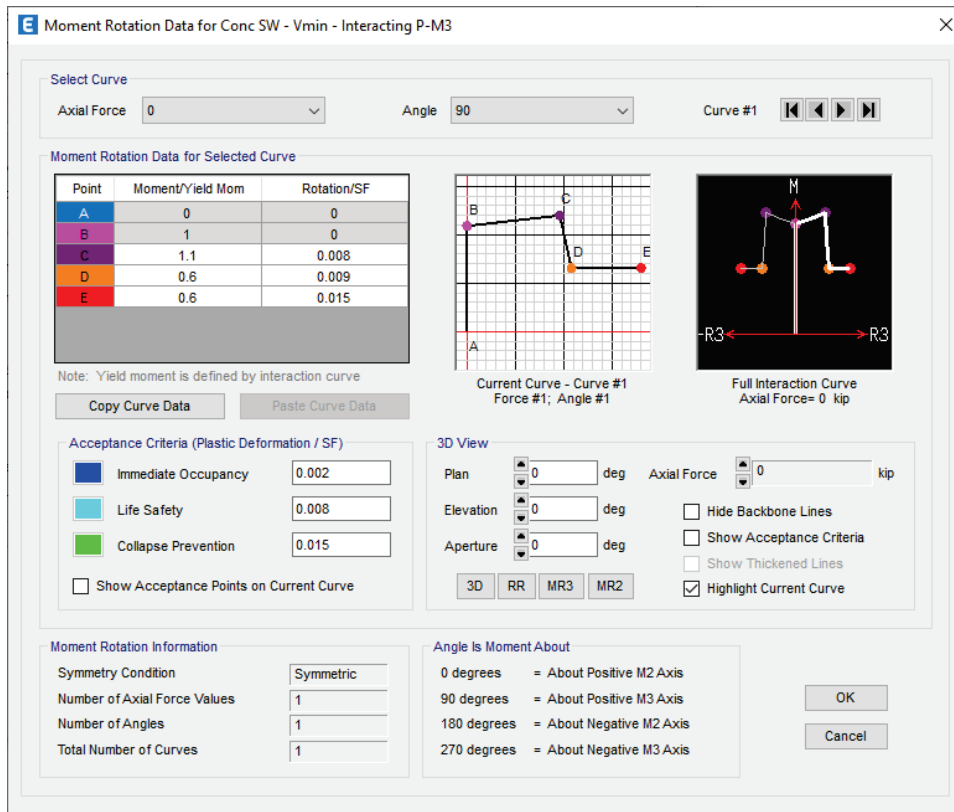 E Moment Rotation Data for Conc SW - Vmin - Interacting P-M3
Select Curve
Axial Force 0 Angle 90 Curve #1
Moment Rotation Data for Selected Curve
Point Moment/Yield Mom Rotation/SF
A 0 0
B 1 0
C 1.1 0.008
D 0.6 0.009
E 0.6 0.015
Note: Yield moment is defined by interaction curve
Copy Curve Data Paste Curve Data
B C D E A
Current Curve - Curve #1
Force #1; Angle #1
M
-R3 R3
Full Interaction Curve
Axial Force= 0 kip
Acceptance Criteria (Plastic Deformation / SF)
Immediate Occupancy 0.002
Life Safety 0.008
Collapse Prevention 0.015
Show Acceptance Points on Current Curve
3D View
Plan 0 deg Axial Force 0 kip
Elevation 0 deg Hide Backbone Lines
Show Acceptance Criteria
Aperture 0 deg Show Thickened Lines
3D RR MR3 MR2 Highlight Current Curve
Moment Rotation Information
Symmetry Condition Symmetric
Number of Axial Force Values 1
Number of Angles 1
Total Number of Curves 1
Angle Is Moment About
0 degrees = About Positive M2 Axis
90 degrees = About Positive M3 Axis
180 degrees = About Negative M2 Axis
270 degrees = About Negative M3 Axis
OK
Cancel